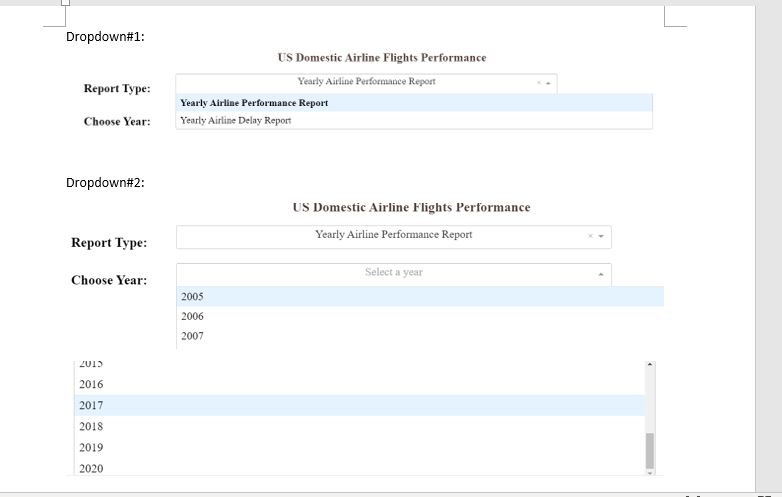 Dropdown#1:
US Domestic Airline Flights Performance
Report Type:
Yearly Airline Performance Report
× 
Yearly Airline Performance Report
Choose Year:
Yearly Airline Delay Report
Dropdown#2:
US Domestic Airline Flights Performance
Report Type:
Yearly Airline Performance Report
×
Choose Year:
Select a year
2005
2006
2007
2015
2016
2017
2018
2019
2020